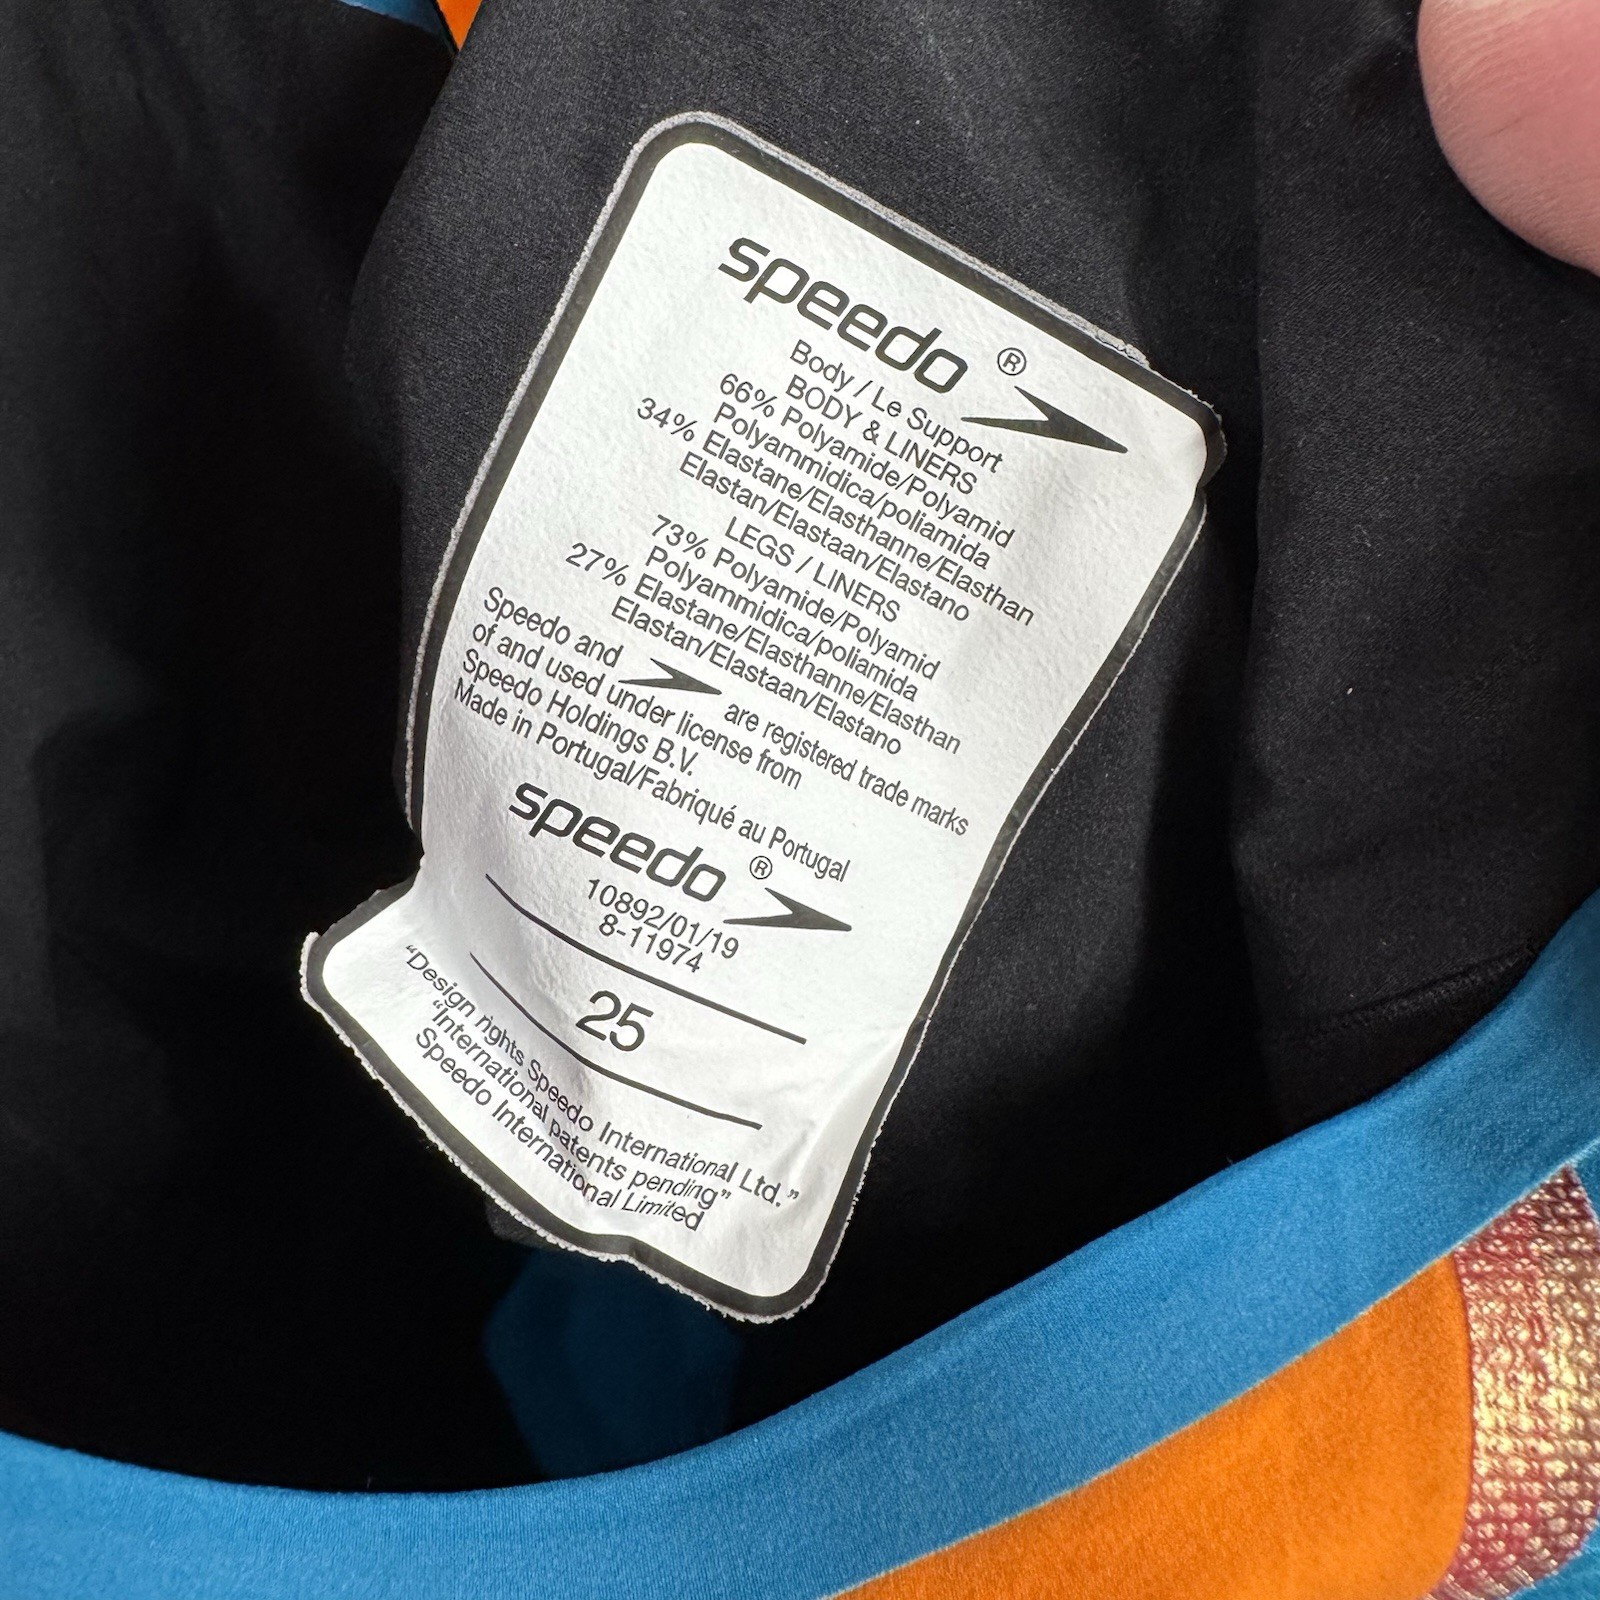 speedo®
Body / Le Support
BODY & LINERS
66% Polyamide/Polyamid
Polyammidica/poliamida
34% Elastane/Elasthanne/Elasthan
Elastan/Elastaan/Elastano
LEGS / LINERS
73% Polyamide/Polyamid
Polyammidica/poliamida
27% Elastane/Elasthanne/Elasthan
Elastan/Elastaan/Elastano
Speedo and are registered trade marks
of and used under license from
Speedo Holdings B.V.
Made in Portugal/Fabriqué au Portugal
speedo®
10892/01/19
8-11974
25
“Design rights Speedo International Ltd.”
“International patents pending”
Speedo International Limited